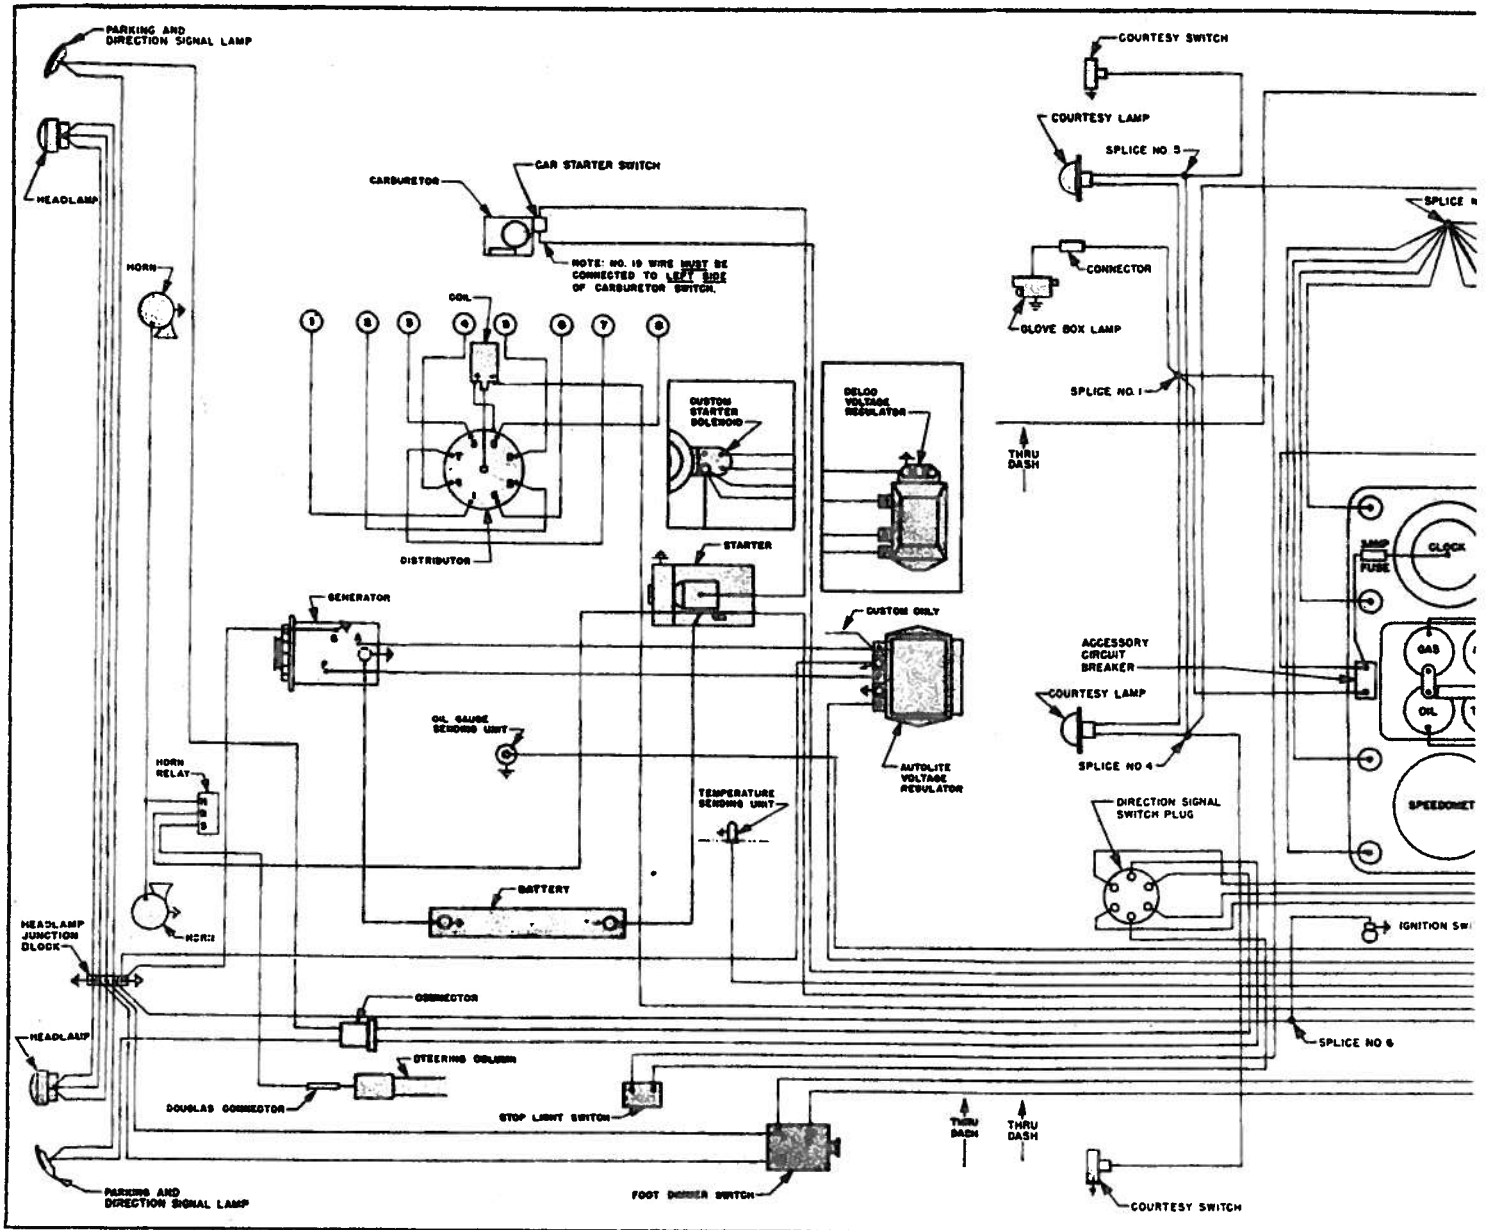 PARKING AND
DIRECTION SIGNAL LAMP
COURTESY SWITCH
COURTESY LAMP
SPLICE NO. 5
CAR STARTER SWITCH
CARBURETOR
HEADLAMP
SPLICE N
NOTE: NO. 19 WIRE MUST BE
CONNECTED TO LEFT SIDE
OF CARBURETOR SWITCH.
HORN
CONNECTOR
COIL
GLOVE BOX LAMP
1 2 3 4 5 6 7 8
SPLICE NO. 1
CUSTOM
STARTER
SOLENOID
DELCO
VOLTAGE
REGULATOR
THRU
DASH
DISTRIBUTOR
STARTER
CLOCK
AMP
FUSE
GENERATOR
CUSTOM ONLY
ACCESSORY
CIRCUIT
BREAKER
GAS
COURTESY LAMP
OIL
OIL GAUGE
SENDING UNIT
HORN
RELAY
H
B
S
AUTOLITE
VOLTAGE
REGULATOR
SPLICE NO 4
TEMPERATURE
SENDING UNIT
DIRECTION SIGNAL
SWITCH PLUG
SPEEDOMET
BATTERY
HEADLAMP
JUNCTION
BLOCK
HORN
IGNITION SWI
CONNECTOR
HEADLAMP
SPLICE NO 6
STEERING COLUMN
DOUGLAS CONNECTOR
STOP LIGHT SWITCH
THRU
DASH
THRU
DASH
PARKING AND
DIRECTION SIGNAL LAMP
FOOT DIMMER SWITCH
COURTESY SWITCH